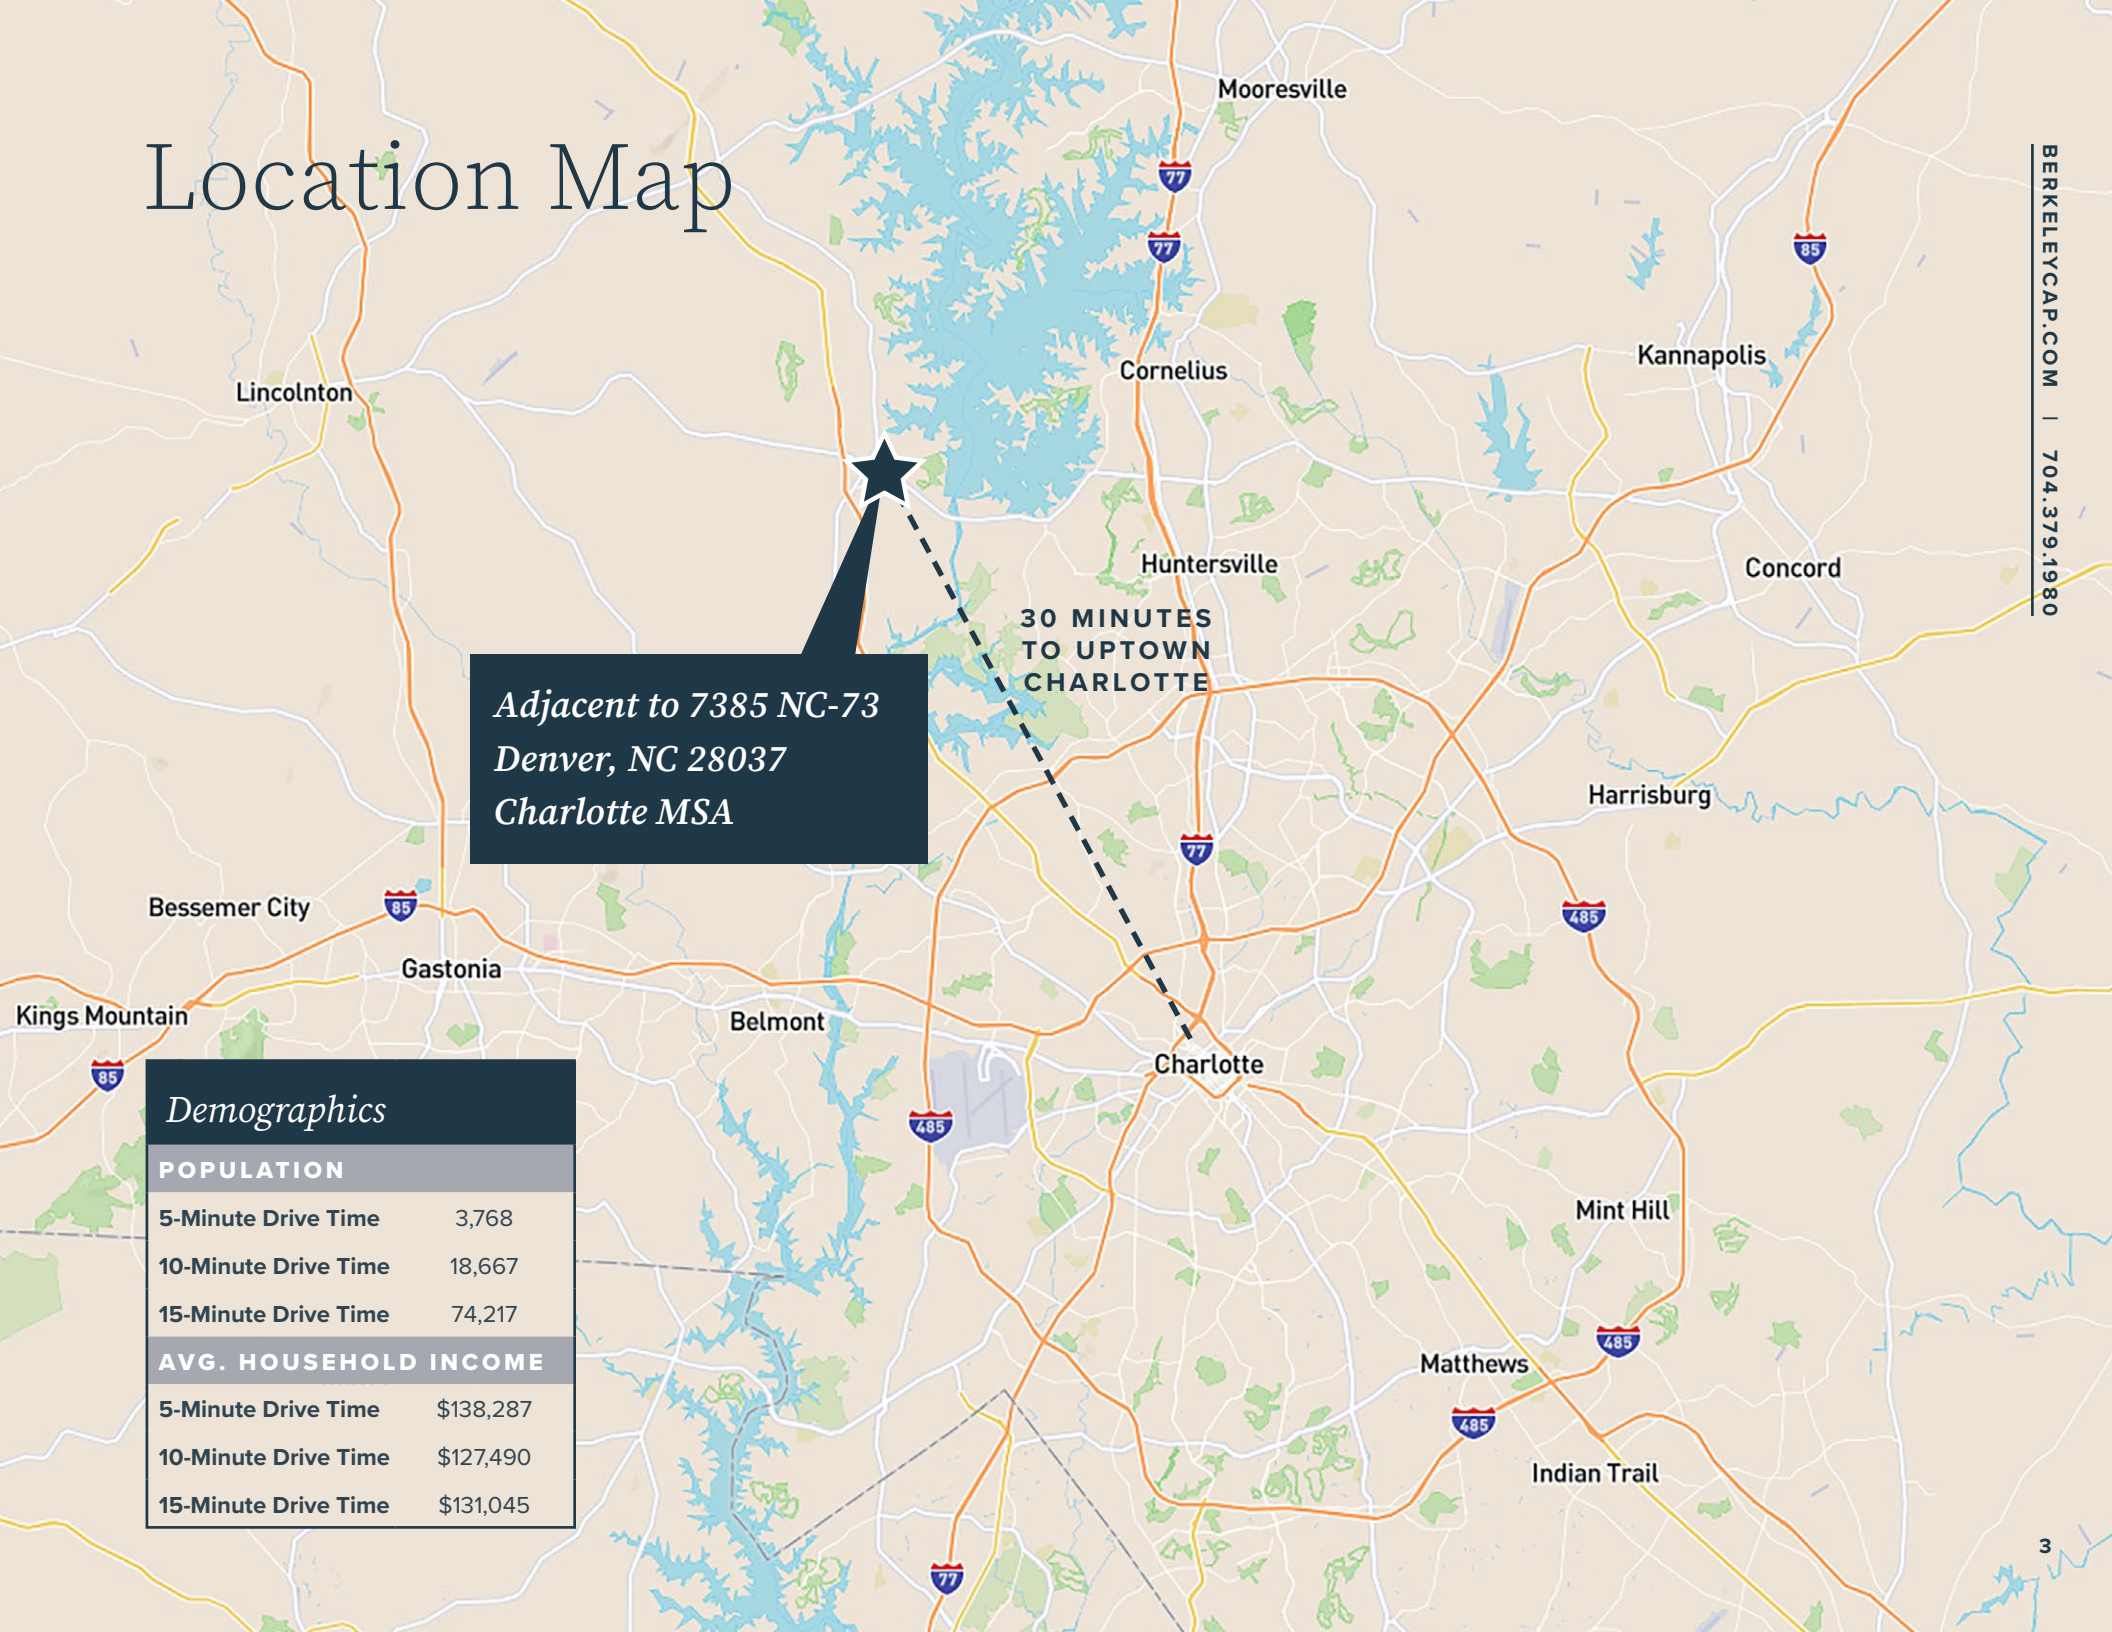 Location Map
BERKELEYCAP.COM | 704.379.1980
Mooresville
77
77
85
Kannapolis
Cornelius
Lincolnton
Huntersville
Concord
30 MINUTES
TO UPTOWN
CHARLOTTE
Adjacent to 7385 NC-73
Denver, NC 28037
Charlotte MSA
Harrisburg
77
Bessemer City
85
485
Gastonia
Kings Mountain
Belmont
Charlotte
85
485
Demographics
POPULATION
5-Minute Drive Time 3,768
10-Minute Drive Time 18,667
15-Minute Drive Time 74,217
AVG. HOUSEHOLD INCOME
5-Minute Drive Time $138,287
10-Minute Drive Time $127,490
15-Minute Drive Time $131,045
Mint Hill
485
Matthews
485
Indian Trail
77
3